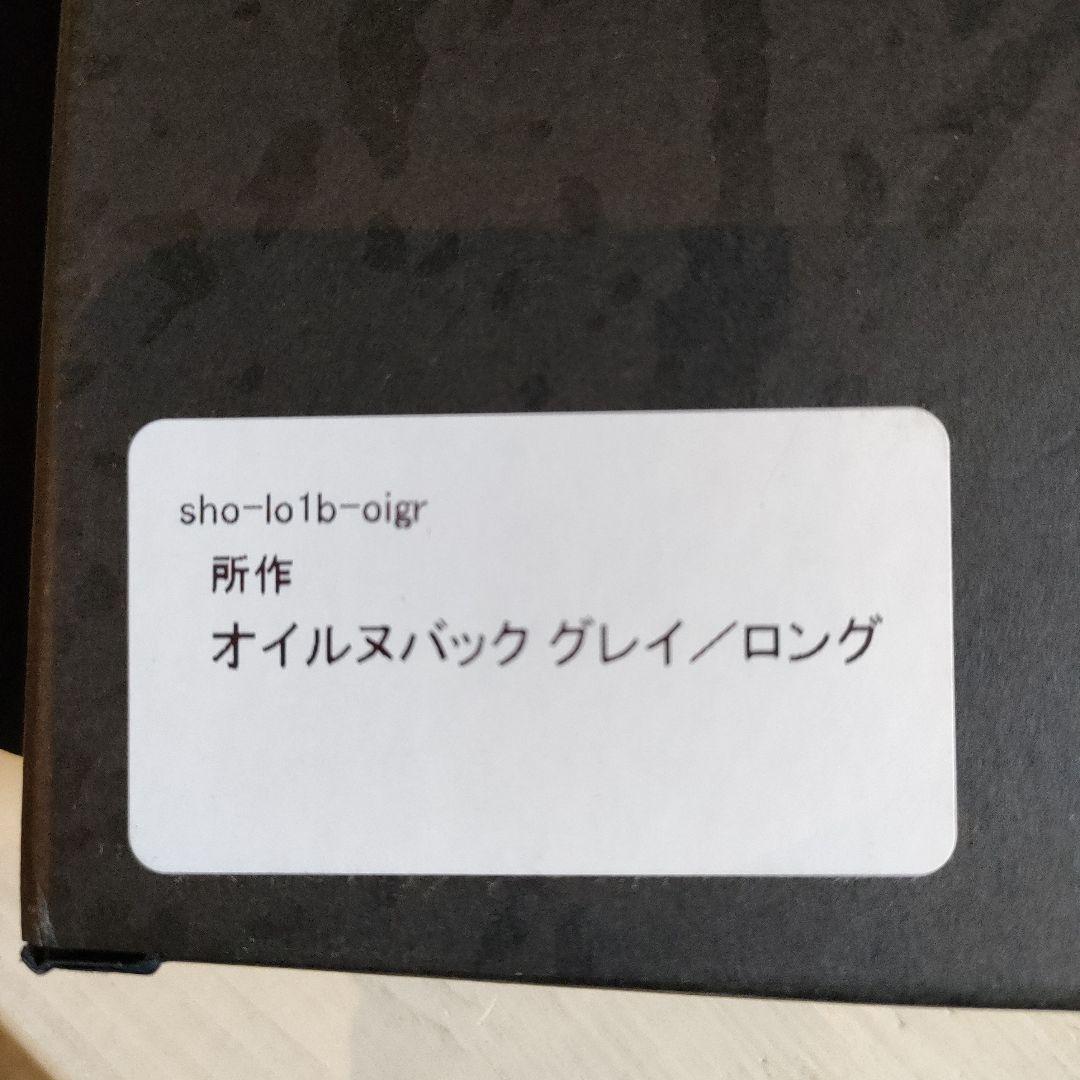 sho-lo1b-oigr
所作
オイルヌバック グレイ／ロング